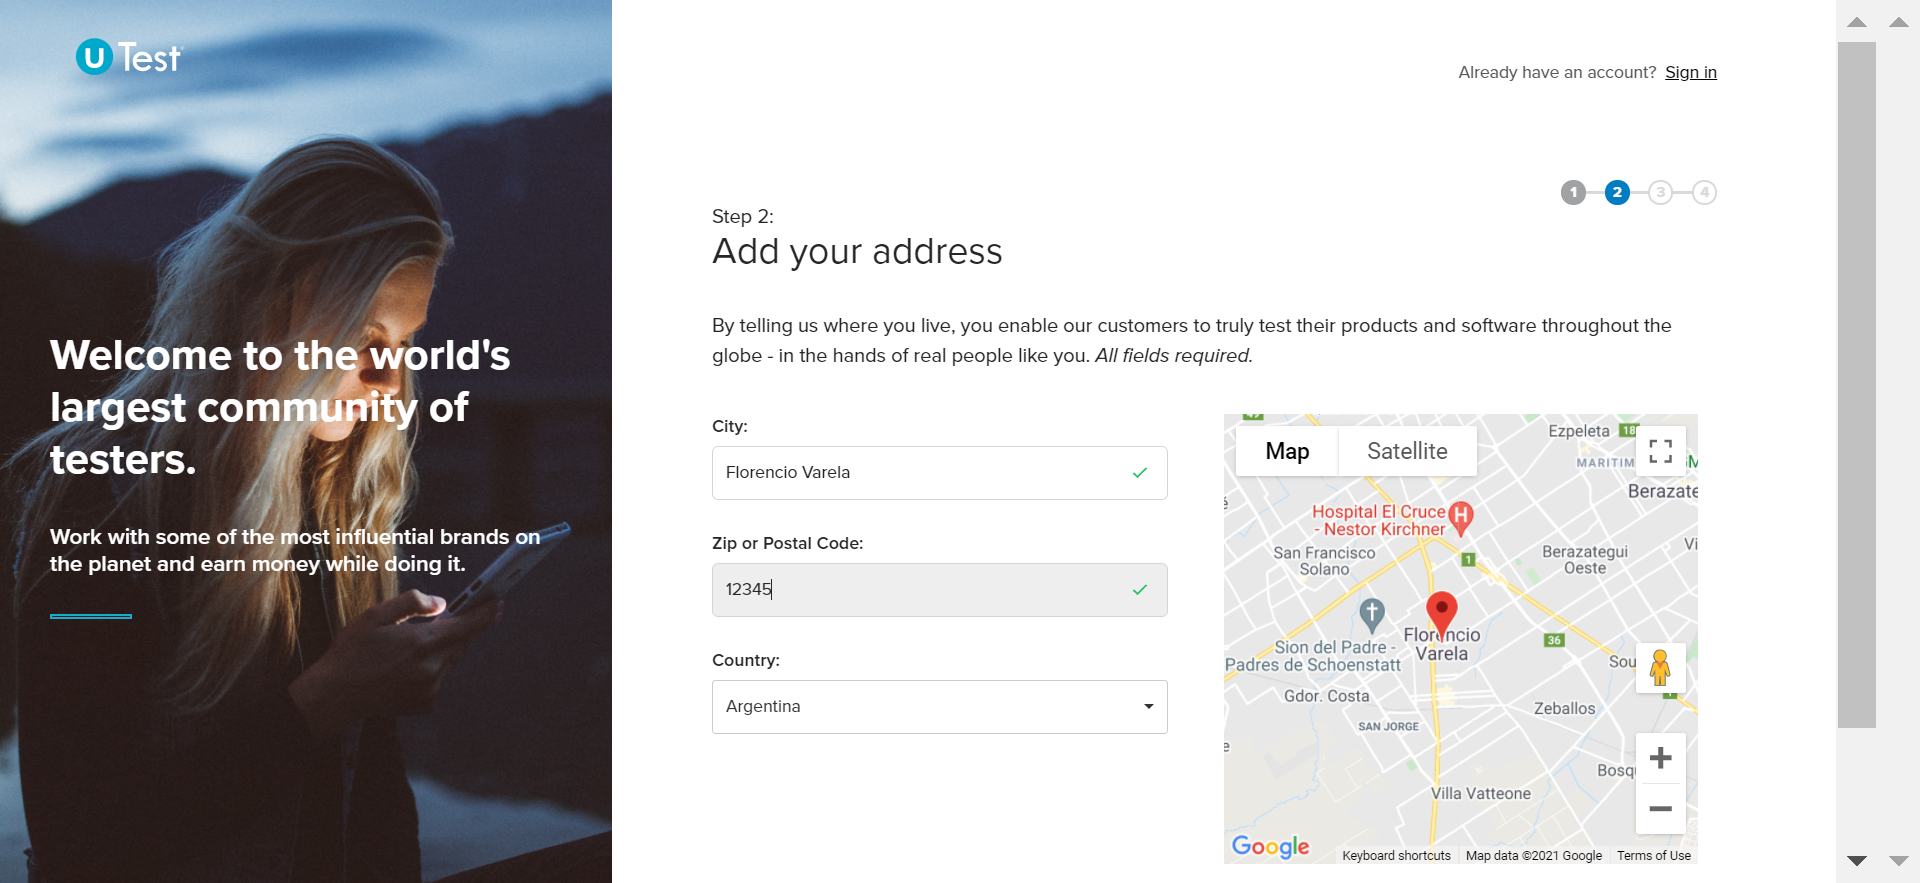 U Test
Welcome to the world's
largest community of
testers.
Work with some of the most influential brands on
the planet and earn money while doing it.
Already have an account? Sign in
1 2 3 4
Step 2:
Add your address
By telling us where you live, you enable our customers to truly test their products and software throughout the
globe - in the hands of real people like you. All fields required.
City:
Florencio Varela
Zip or Postal Code:
12345
Country:
Argentina
Map Satellite
Ezpeleta
MARITIM
Berazate
Hospital El Cruce
- Nestor Kirchner
H
1
San Francisco
Solano
Berazategui
Oeste
Vi
36
Florencio
Varela
Sion del Padre -
Padres de Schoenstatt
Sou
Gdor. Costa
Zeballos
SAN JORGE
Bosq
Villa Vatteone
Google
Keyboard shortcuts
Map data ©2021 Google
Terms of Use